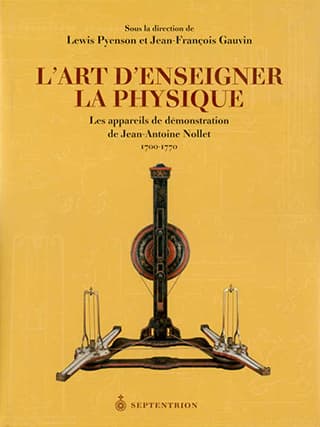 Sous la direction de
Lewis Pyenson et Jean-François Gauvin
L'ART D'ENSEIGNER
LA PHYSIQUE
Les appareils de démonstration
de Jean-Antoine Nollet
1700-1770
SEPTENTRION